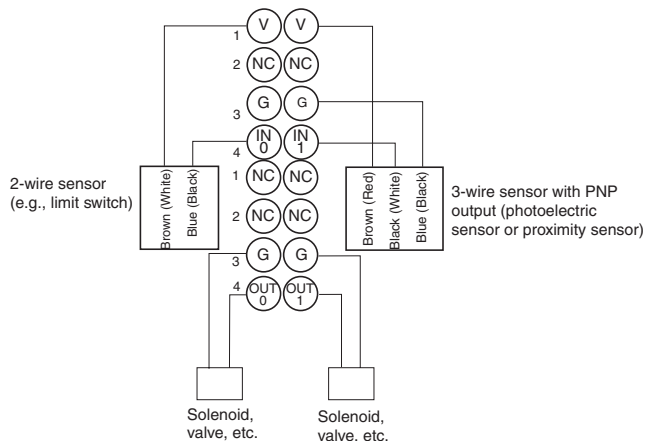 1 V V
2 NC NC
3 G G
4 IN 0 IN 1
1 NC NC
2 NC NC
3 G G
4 OUT 0 OUT 1
2-wire sensor
(e.g., limit switch)
Brown (White)
Blue (Black)
Brown (Red)
Black (White)
Blue (Black)
3-wire sensor with PNP
output (photoelectric
sensor or proximity sensor)
Solenoid,
valve, etc.
Solenoid,
valve, etc.